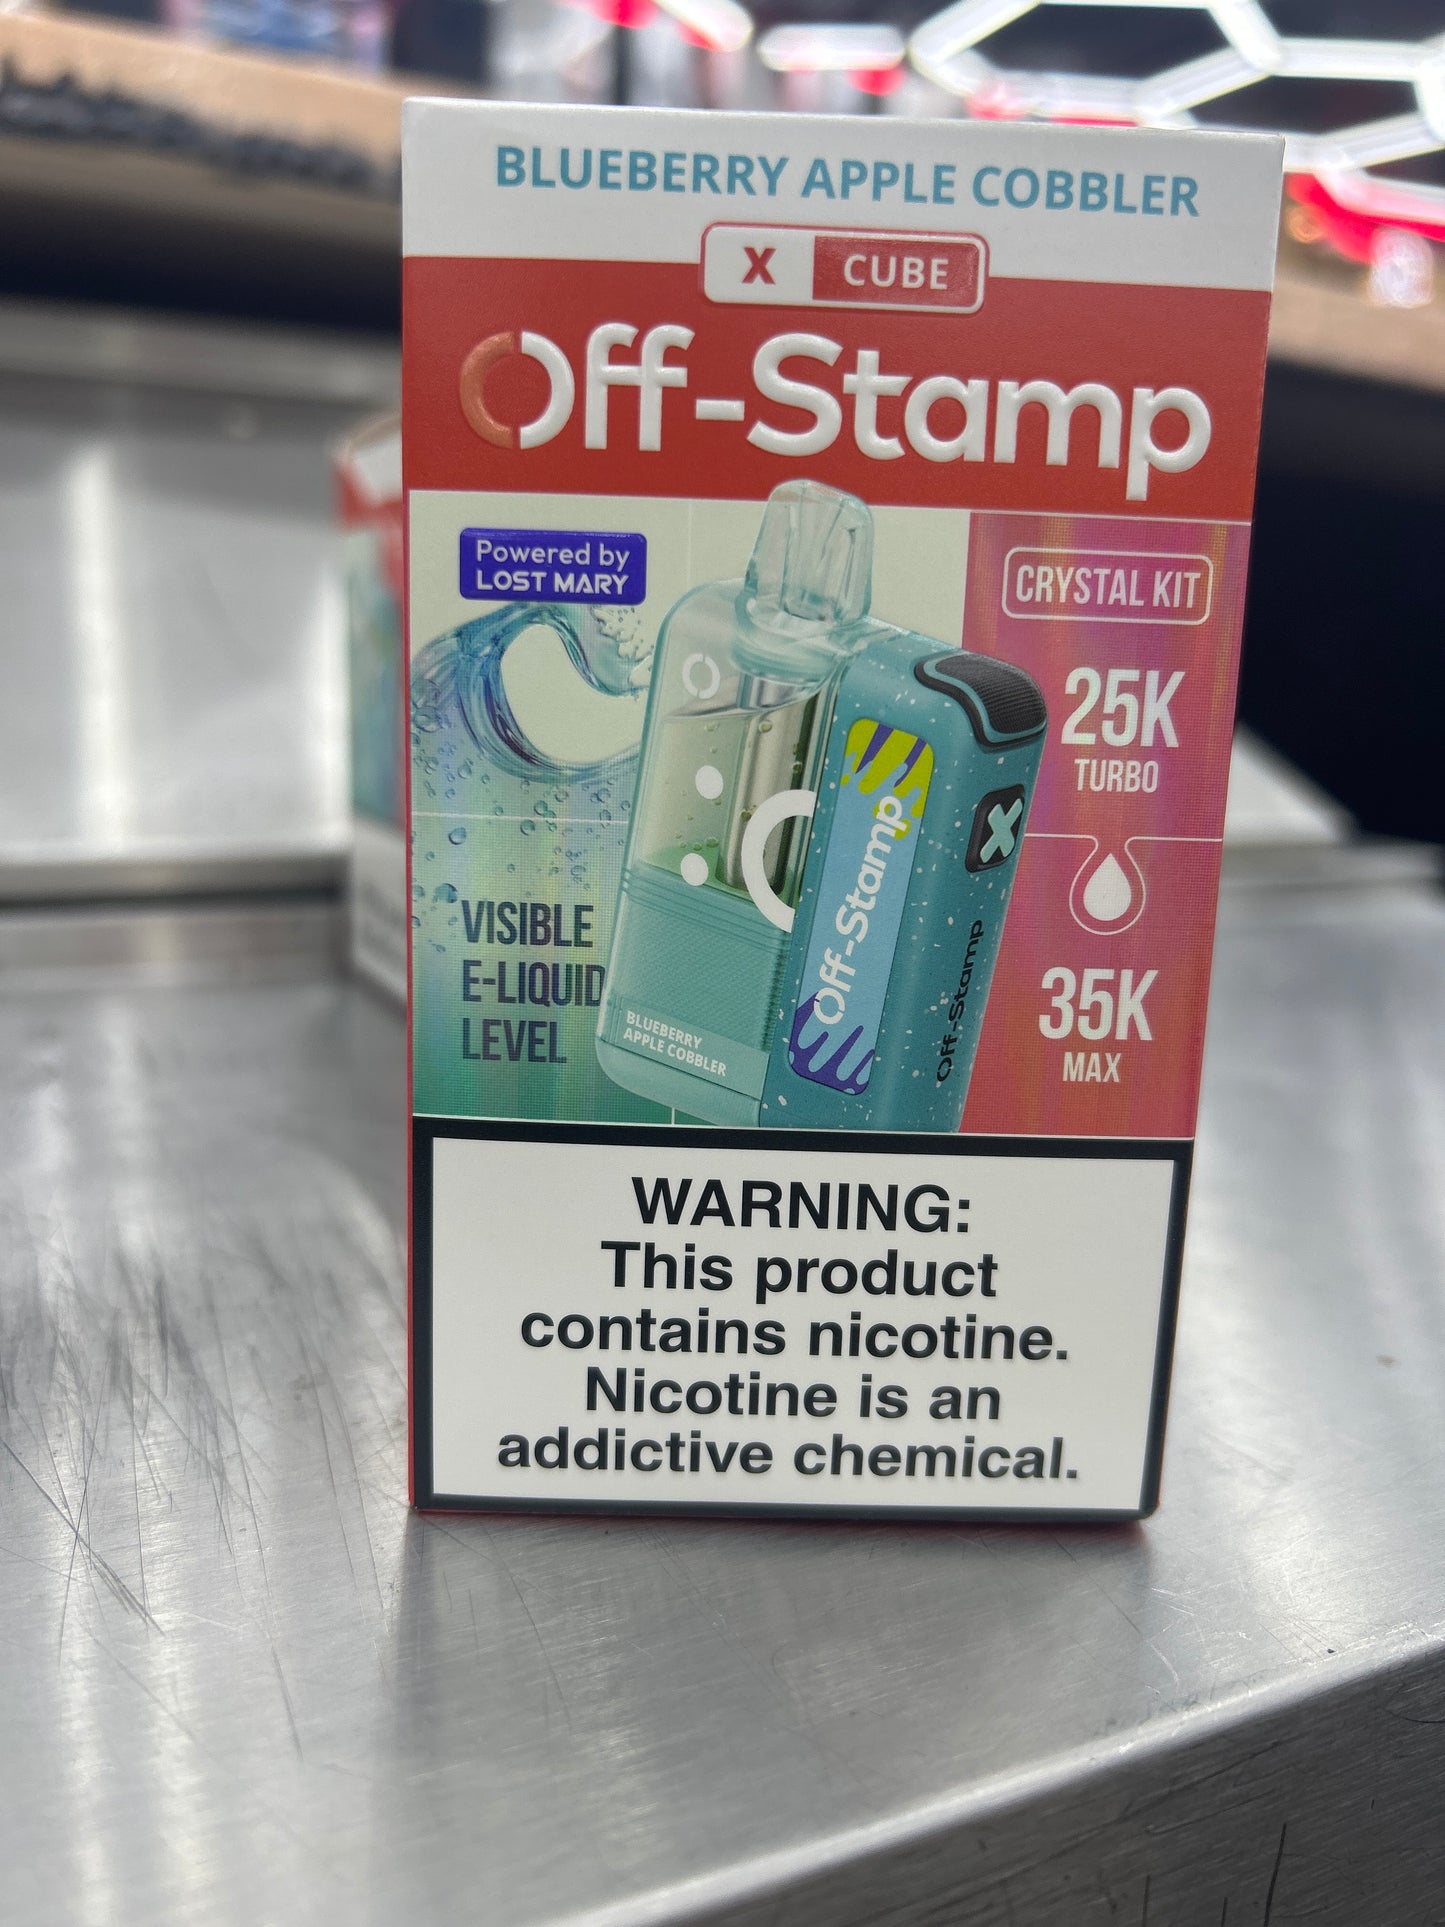 BLUEBERRY APPLE COBBLER
X CUBE
Off-Stamp
Powered by
LOST MARY
CRYSTAL KIT
25K
TURBO
35K
MAX
VISIBLE
E-LIQUID
LEVEL
Off-Stamp
X
Off-Stamp
BLUEBERRY
APPLE COBBLER
WARNING:
This product
contains nicotine.
Nicotine is an
addictive chemical.